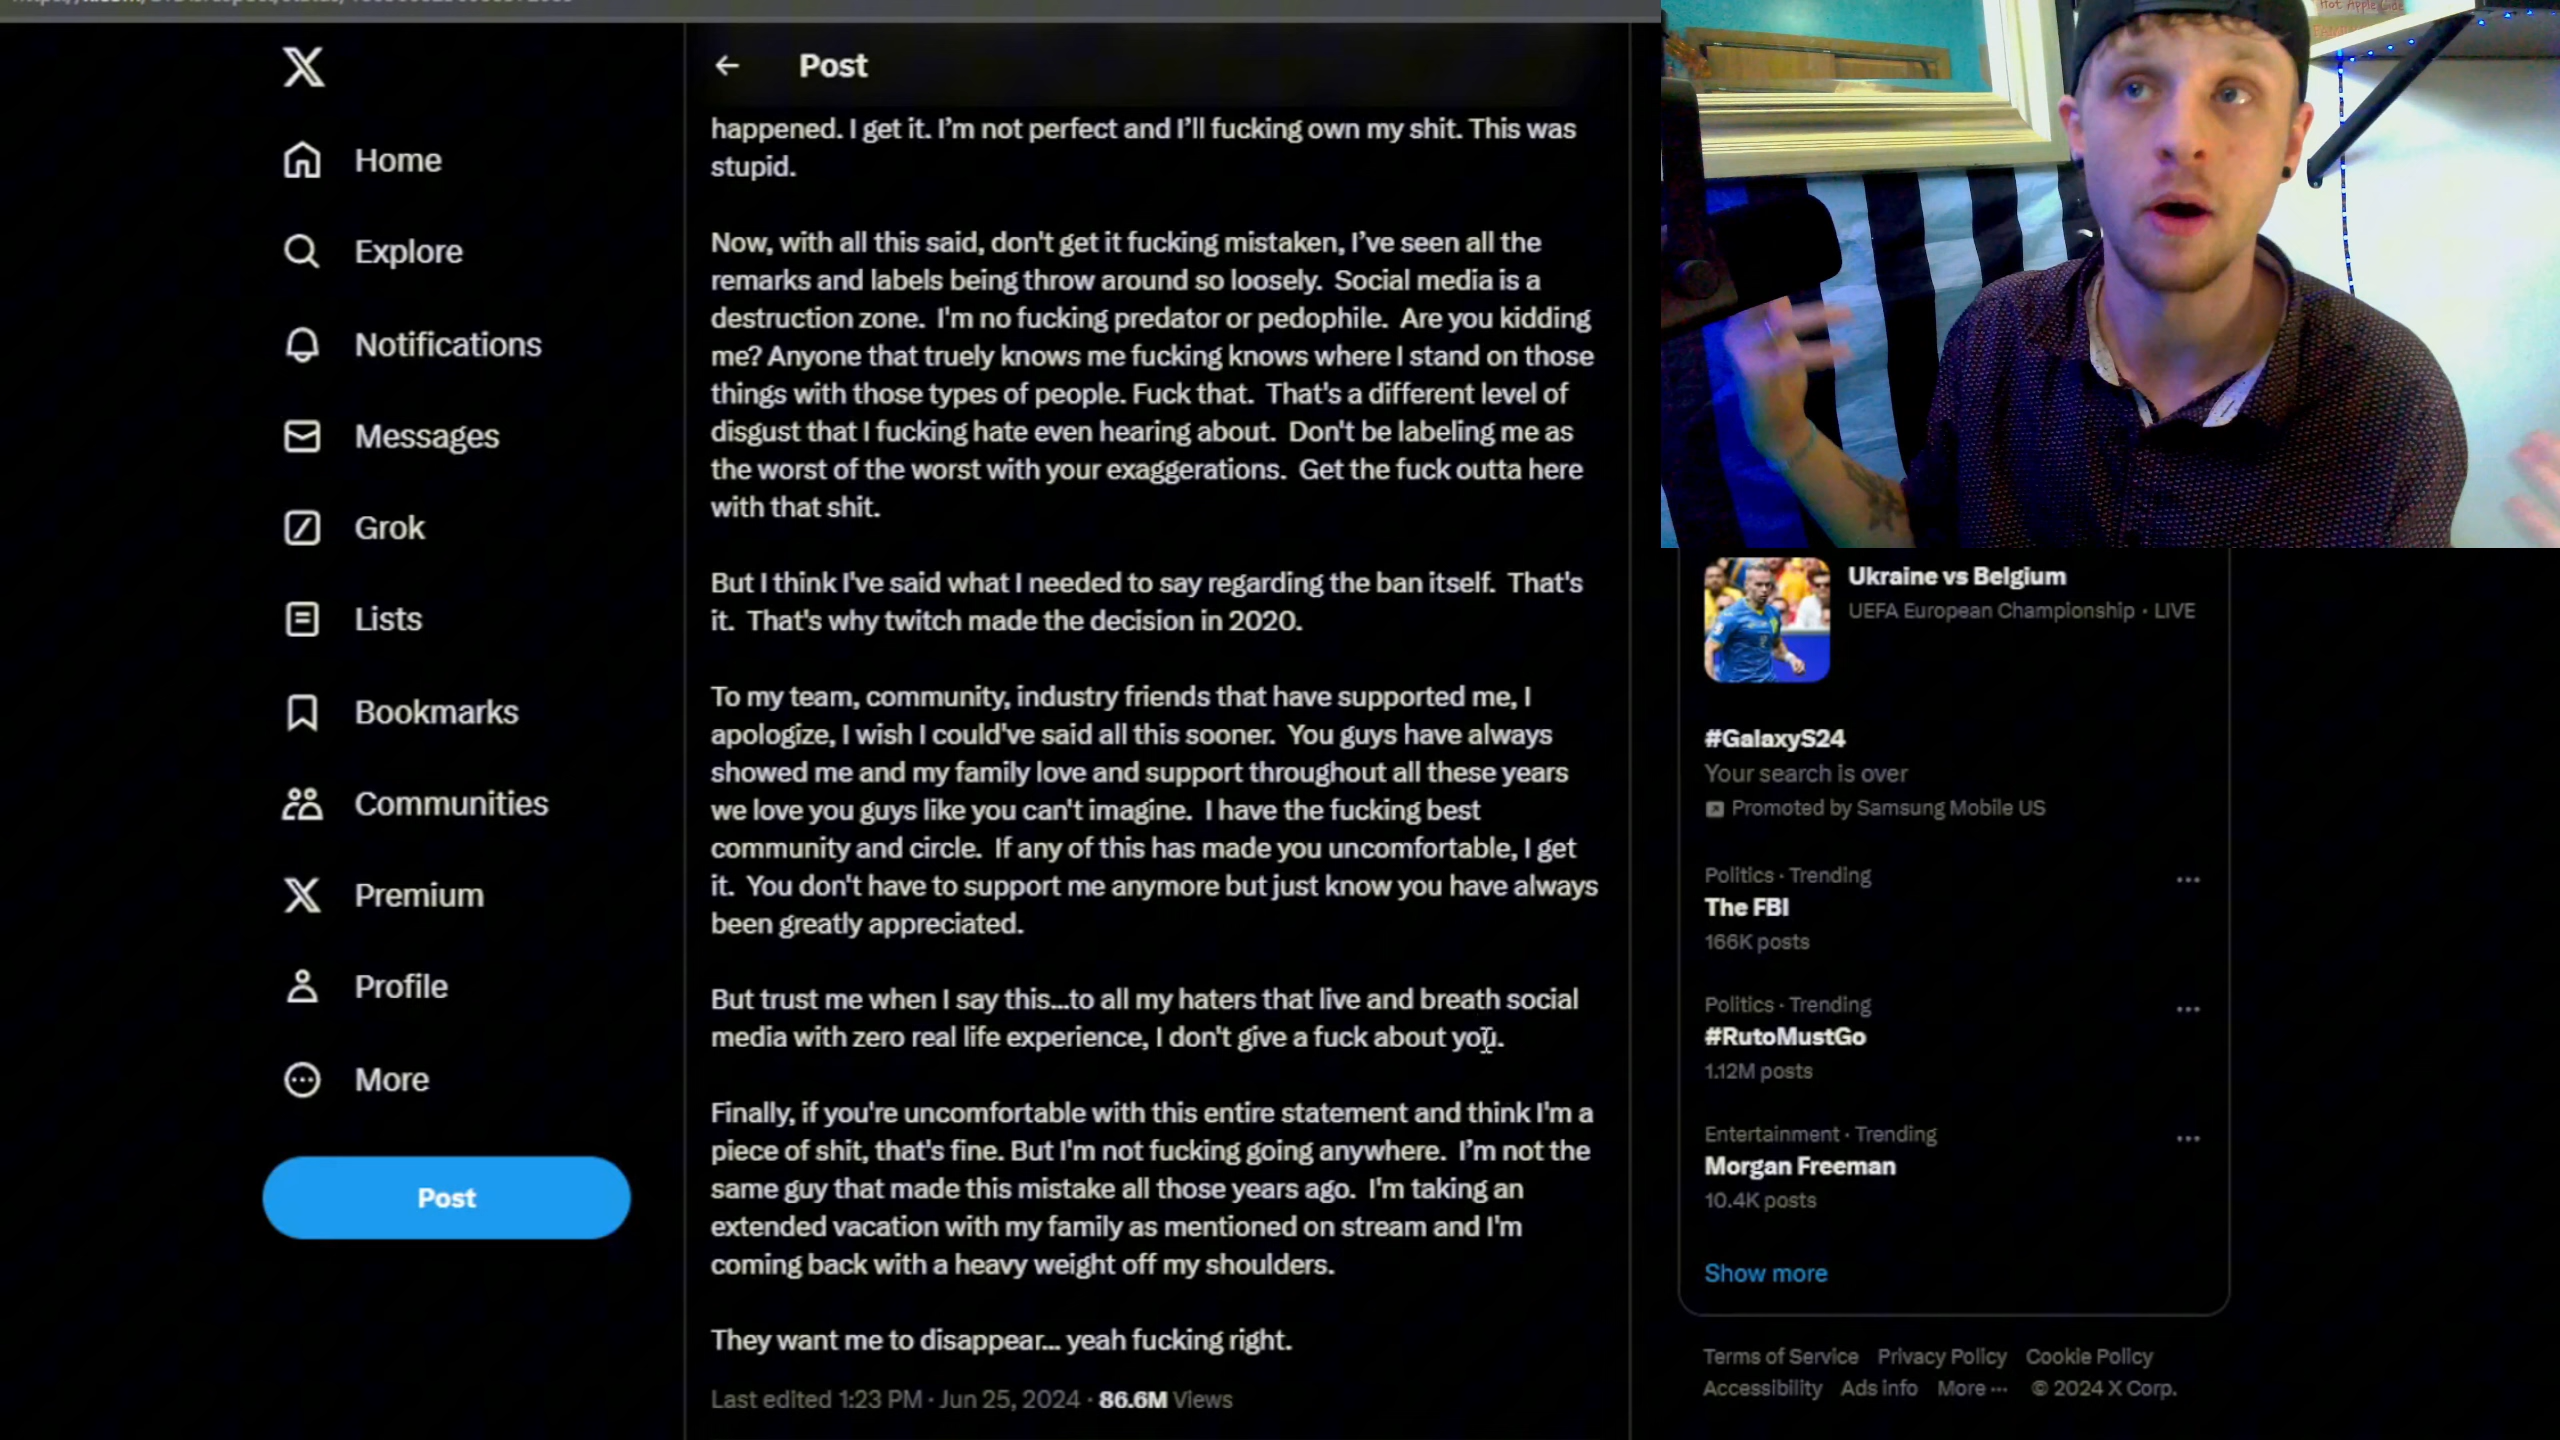 Post
happened. I get it. I’m not perfect and I’ll fucking own my shit. This was
stupid.
Now, with all this said, don't get it fucking mistaken, I’ve seen all the
remarks and labels being throw around so loosely. Social media is a
destruction zone. I'm no fucking predator or pedophile. Are you kidding
me? Anyone that truely knows me fucking knows where I stand on those
things with those types of people. Fuck that. That's a different level of
disgust that I fucking hate even hearing about. Don't be labeling me as
the worst of the worst with your exaggerations. Get the fuck outta here
with that shit.
But I think I've said what I needed to say regarding the ban itself. That's
it. That's why twitch made the decision in 2020.
To my team, community, industry friends that have supported me, I
apologize, I wish I could've said all this sooner. You guys have always
showed me and my family love and support throughout all these years
we love you guys like you can't imagine. I have the fucking best
community and circle. If any of this has made you uncomfortable, I get
it. You don't have to support me anymore but just know you have always
been greatly appreciated.
But trust me when I say this...to all my haters that live and breath social
media with zero real life experience, I don't give a fuck about you.
Finally, if you're uncomfortable with this entire statement and think I'm a
piece of shit, that's fine. But I'm not fucking going anywhere. I’m not the
same guy that made this mistake all those years ago. I'm taking an
extended vacation with my family as mentioned on stream and I'm
coming back with a heavy weight off my shoulders.
They want me to disappear... yeah fucking right.
Last edited 1:23 PM · Jun 25, 2024 · 86.6M Views
Home
Explore
Notifications
Messages
Grok
Lists
Bookmarks
Communities
Premium
Profile
More
Post
Hot Apple Cider
Ukraine vs Belgium
UEFA European Championship · LIVE
#GalaxyS24
Your search is over
Promoted by Samsung Mobile US
Politics · Trending
The FBI
166K posts
Politics · Trending
#RutoMustGo
1.12M posts
Entertainment · Trending
Morgan Freeman
10.4K posts
Show more
Terms of Service Privacy Policy Cookie Policy
Accessibility Ads info More ··· © 2024 X Corp.